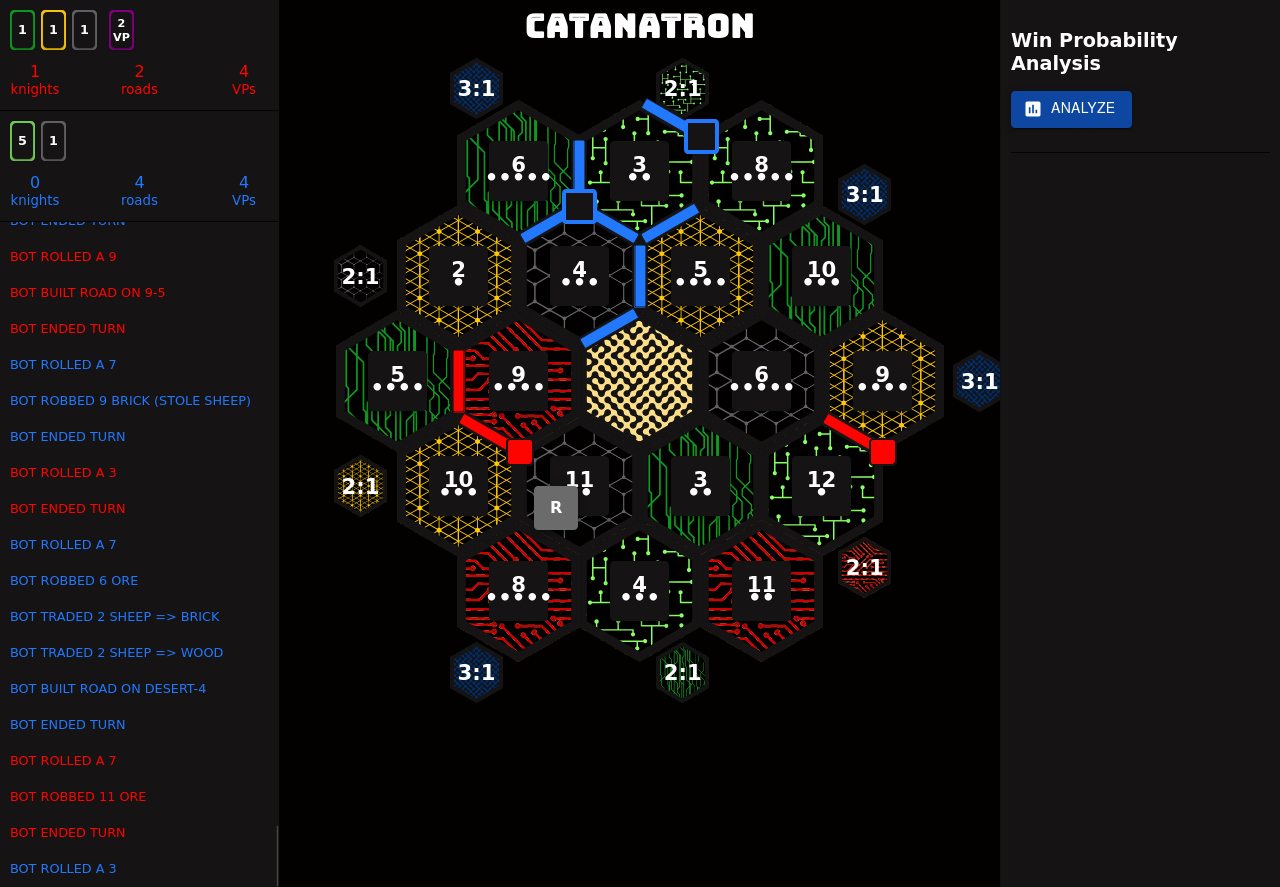 1 1 1 2 VP
1 2 4
knights roads VPs
5 1
0 4 4
knights roads VPs
BOT ENDED TURN
BOT ROLLED A 9
BOT BUILT ROAD ON 9-5
BOT ENDED TURN
BOT ROLLED A 7
BOT ROBBED 9 BRICK (STOLE SHEEP)
BOT ENDED TURN
BOT ROLLED A 3
BOT ENDED TURN
BOT ROLLED A 7
BOT ROBBED 6 ORE
BOT TRADED 2 SHEEP => BRICK
BOT TRADED 2 SHEEP => WOOD
BOT BUILT ROAD ON DESERT-4
BOT ENDED TURN
BOT ROLLED A 7
BOT ROBBED 11 ORE
BOT ENDED TURN
BOT ROLLED A 3
CATANATRON
3:1 2:1
6 3 8
3:1
2:1 2 4 5 10
5 9 6 9 3:1
2:1 10 11 3 12
R
2:1
8 4 11
3:1 2:1
Win Probability
Analysis
ANALYZE